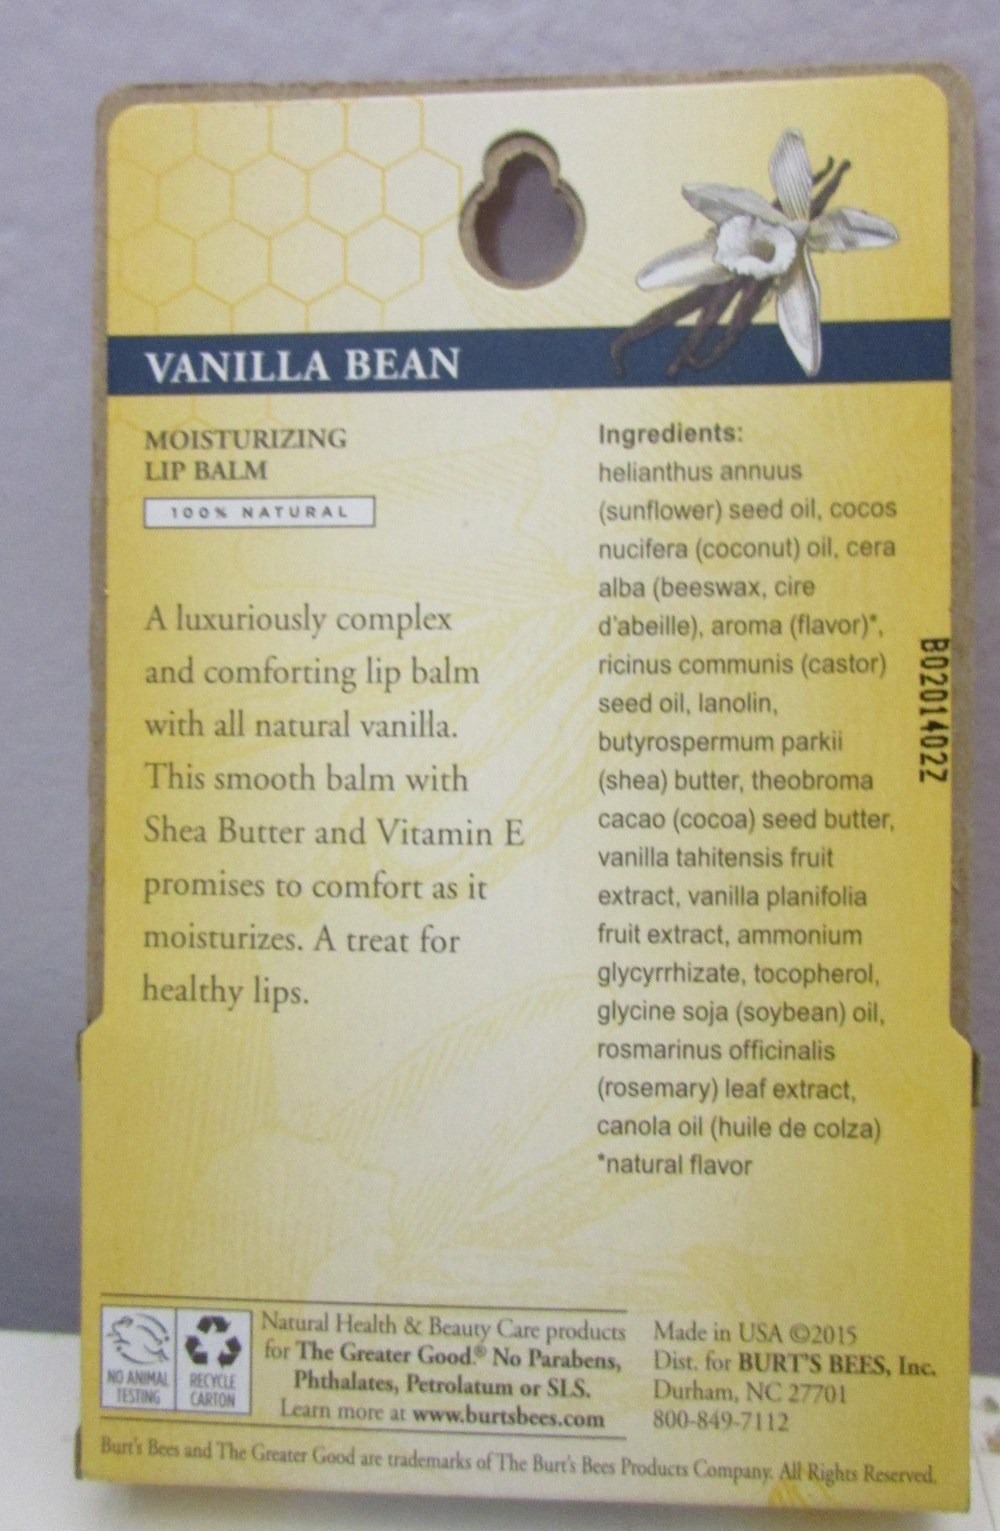 VANILLA BEAN
MOISTURIZING
LIP BALM
100% NATURAL
A luxuriously complex
and comforting lip balm
with all natural vanilla.
This smooth balm with
Shea Butter and Vitamin E
promises to comfort as it
moisturizes. A treat for
healthy lips.
Ingredients:
helianthus annuus
(sunflower) seed oil, cocos
nucifera (coconut) oil, cera
alba (beeswax, cire
d'abeille), aroma (flavor)*,
ricinus communis (castor)
seed oil, lanolin,
butyrospermum parkii
(shea) butter, theobroma
cacao (cocoa) seed butter,
vanilla tahitensis fruit
extract, vanilla planifolia
fruit extract, ammonium
glycyrrhizate, tocopherol,
glycine soja (soybean) oil,
rosmarinus officinalis
(rosemary) leaf extract,
canola oil (huile de colza)
*natural flavor
B02014022
NO ANIMAL
TESTING
RECYCLE
CARTON
Natural Health & Beauty Care products
for The Greater Good.® No Parabens,
Phthalates, Petrolatum or SLS.
Learn more at www.burtsbees.com
Made in USA ©2015
Dist. for BURT'S BEES, Inc.
Durham, NC 27701
800-849-7112
Burt's Bees and The Greater Good are trademarks of The Burt's Bees Products Company. All Rights Reserved.